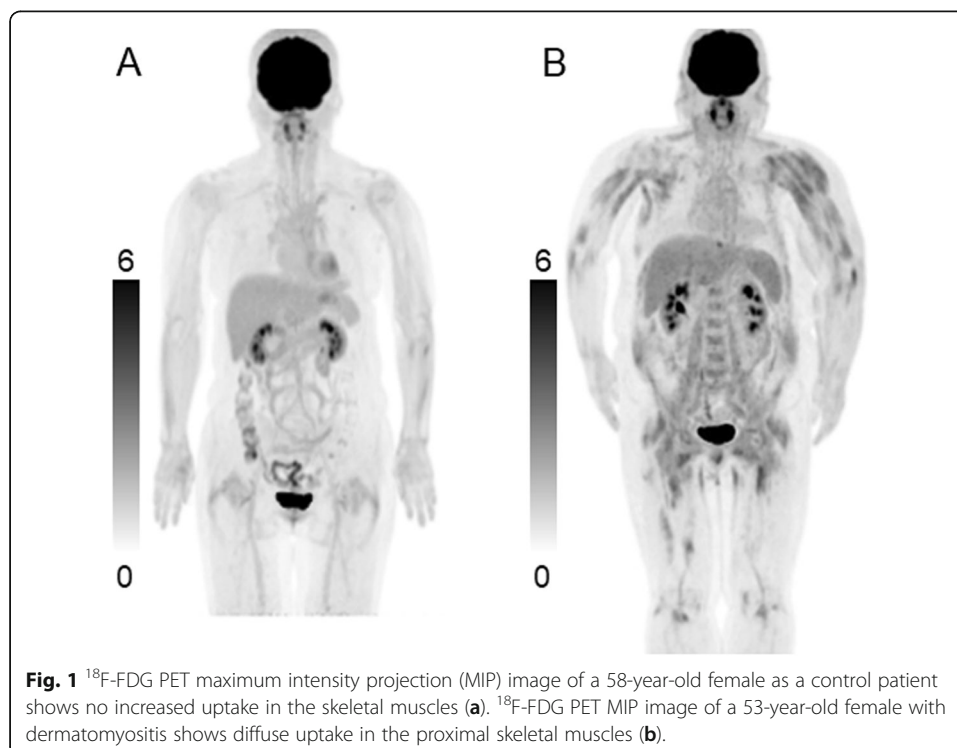 A
B
6
6
0
0
Fig. 1 ¹⁸F-FDG PET maximum intensity projection (MIP) image of a 58-year-old female as a control patient
shows no increased uptake in the skeletal muscles (a). ¹⁸F-FDG PET MIP image of a 53-year-old female with
dermatomyositis shows diffuse uptake in the proximal skeletal muscles (b).